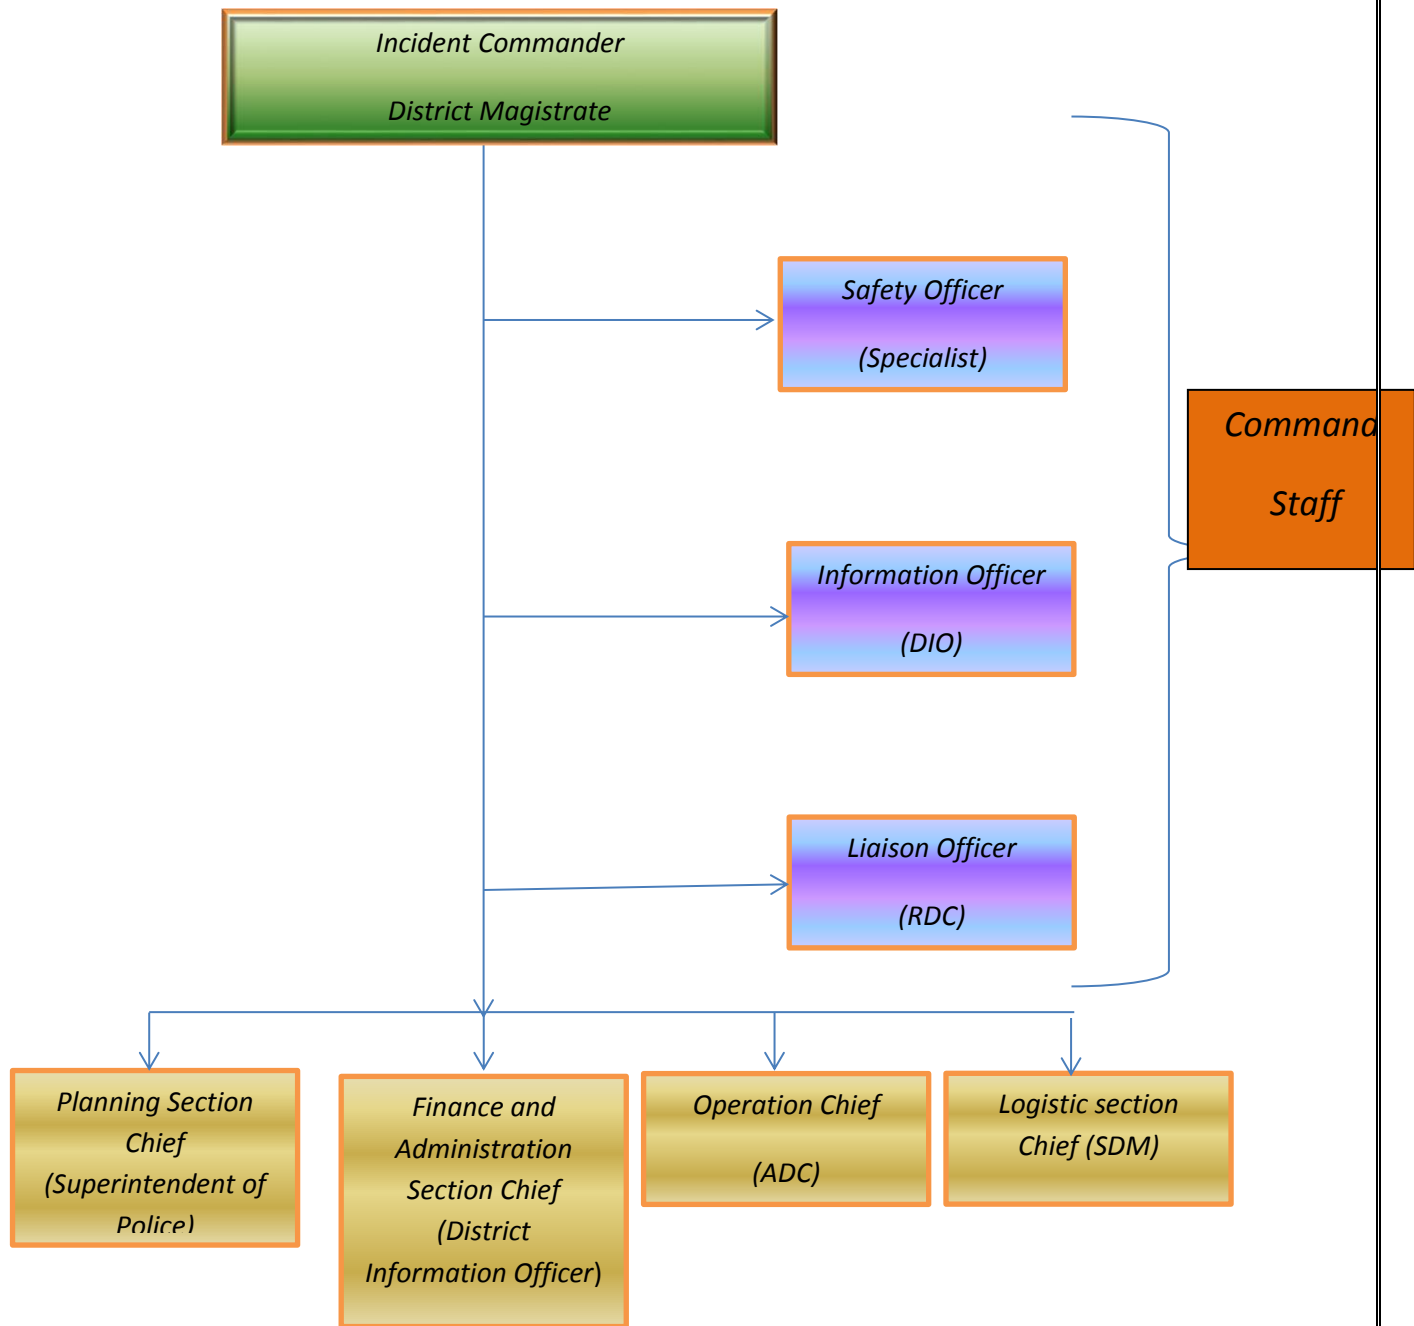 Incident Commander
District Magistrate
Safety Officer
(Specialist)
Command
Staff
Information Officer
(DIO)
Liaison Officer
(RDC)
Planning Section
Chief
(Superintendent of
Police)
Finance and
Administration
Section Chief
(District
Information Officer)
Operation Chief
(ADC)
Logistic section
Chief (SDM)